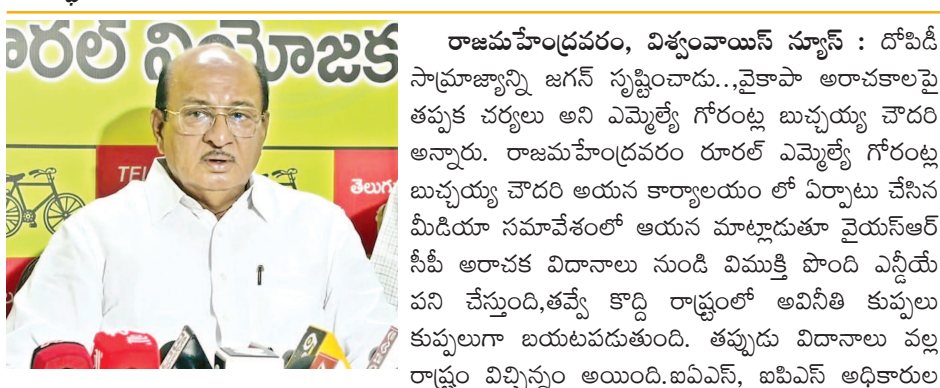 ూరల్ నియోజక
TEL
తెలుగు
రాజమహేంద్రవరం, విశ్వంవాయిస్ న్యూస్ : దోపిడీ
సామ్రాజ్యాన్ని జగన్ సృష్టించాడు..,వైకాపా అరాచకాలపై
తప్పక చర్యలు అని ఎమ్మెల్యే గోరంట్ల బుచ్చయ్య చౌదరి
అన్నారు. రాజమహేంద్రవరం రూరల్ ఎమ్మెల్యే గోరంట్ల
బుచ్చయ్య చౌదరి అయన కార్యాలయం లో ఏర్పాటు చేసిన
మీడియా సమావేశంలో ఆయన మాట్లాడుతూ వైయస్ఆర్
సీపీ అరాచక విదానాలు నుండి విముక్తి పొంది ఎన్డీయే
పని చేస్తుంది,తవ్వే కొద్ది రాష్ట్రంలో అవినీతి కుప్పలు
కుప్పలుగా బయటపడుతుంది. తప్పుడు విదానాలు వల్ల
రాష్ట్రం విచ్ఛిన్నం అయింది.ఐఏఎస్, ఐపిఎస్ అధికారుల